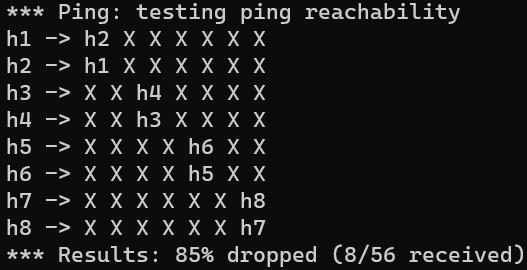 *** Ping: testing ping reachability
h1 -> h2 X X X X X X
h2 -> h1 X X X X X X
h3 -> X X h4 X X X X
h4 -> X X h3 X X X X
h5 -> X X X X h6 X X
h6 -> X X X X h5 X X
h7 -> X X X X X X h8
h8 -> X X X X X X h7
*** Results: 85% dropped (8/56 received)